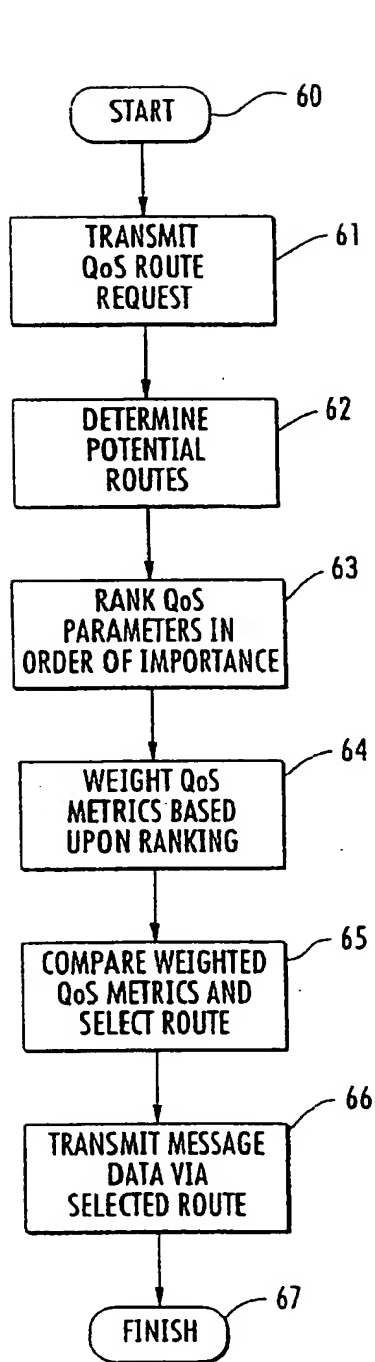 START
60
TRANSMIT
QoS ROUTE
REQUEST
61
DETERMINE
POTENTIAL
ROUTES
62
RANK QoS
PARAMETERS IN
ORDER OF IMPORTANCE
63
WEIGHT QoS
METRICS BASED
UPON RANKING
64
COMPARE WEIGHTED
QoS METRICS AND
SELECT ROUTE
65
TRANSMIT MESSAGE
DATA VIA
SELECTED ROUTE
66
FINISH
67